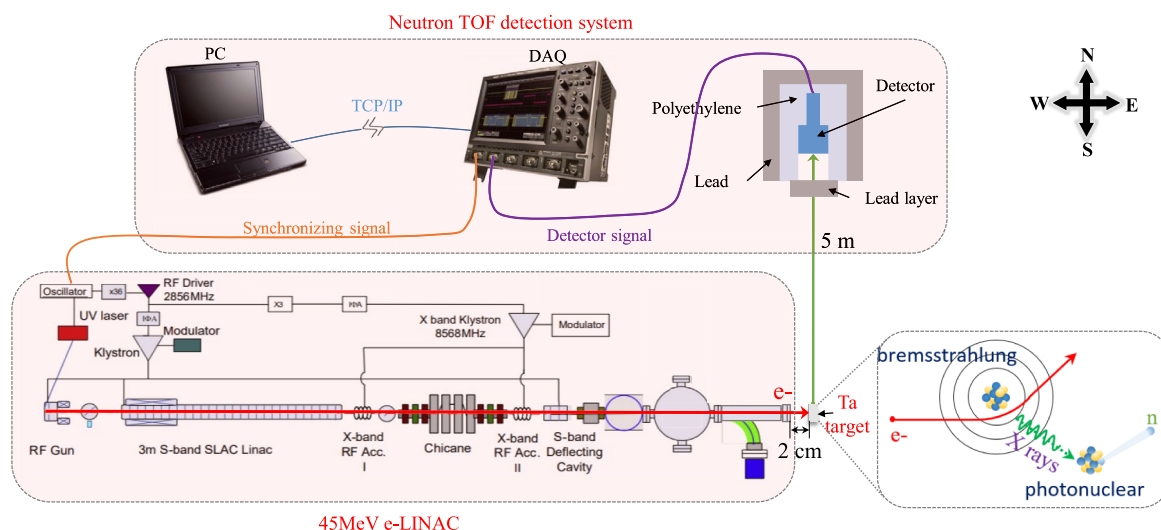 Neutron TOF detection system
PC
DAQ
TCP/IP
Polyethylene
Detector
Lead
Lead layer
N
W
E
S
Synchronizing signal
Detector signal
5 m
Oscillator
x36
RF Driver
2856MHz
UV laser
Modulator
Klystron
X3
X band Klystron
8568MHz
Modulator
e-
Ta
target
2 cm
RF Gun
3m S-band SLAC Linac
X-band
RF Acc.
I
Chicane
X-band
RF Acc.
II
S-band
Deflecting
Cavity
45MeV e-LINAC
bremsstrahlung
e-
X rays
n
photonuclear